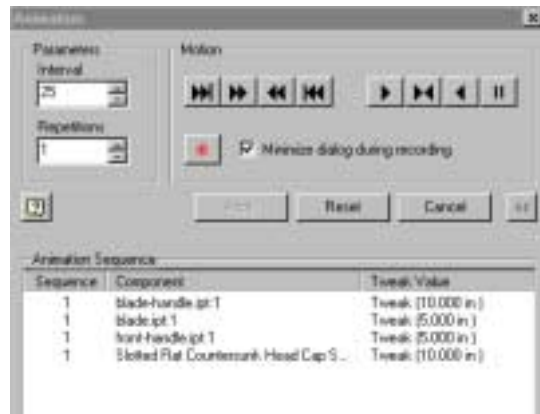 Animation
Parameters
Interval
25
Repetitions
1
Motion
Minimize dialog during recording
Reset
Cancel
<<
Animation Sequence
Sequence Component Tweak Value
1 blade-handle.ipt:1 Tweak (10.000 in)
1 blade.ipt:1 Tweak (5.000 in)
1 front-handle.ipt:1 Tweak (5.000 in)
1 Slotted Flat Countersunk Head Cap S... Tweak (10.000 in)